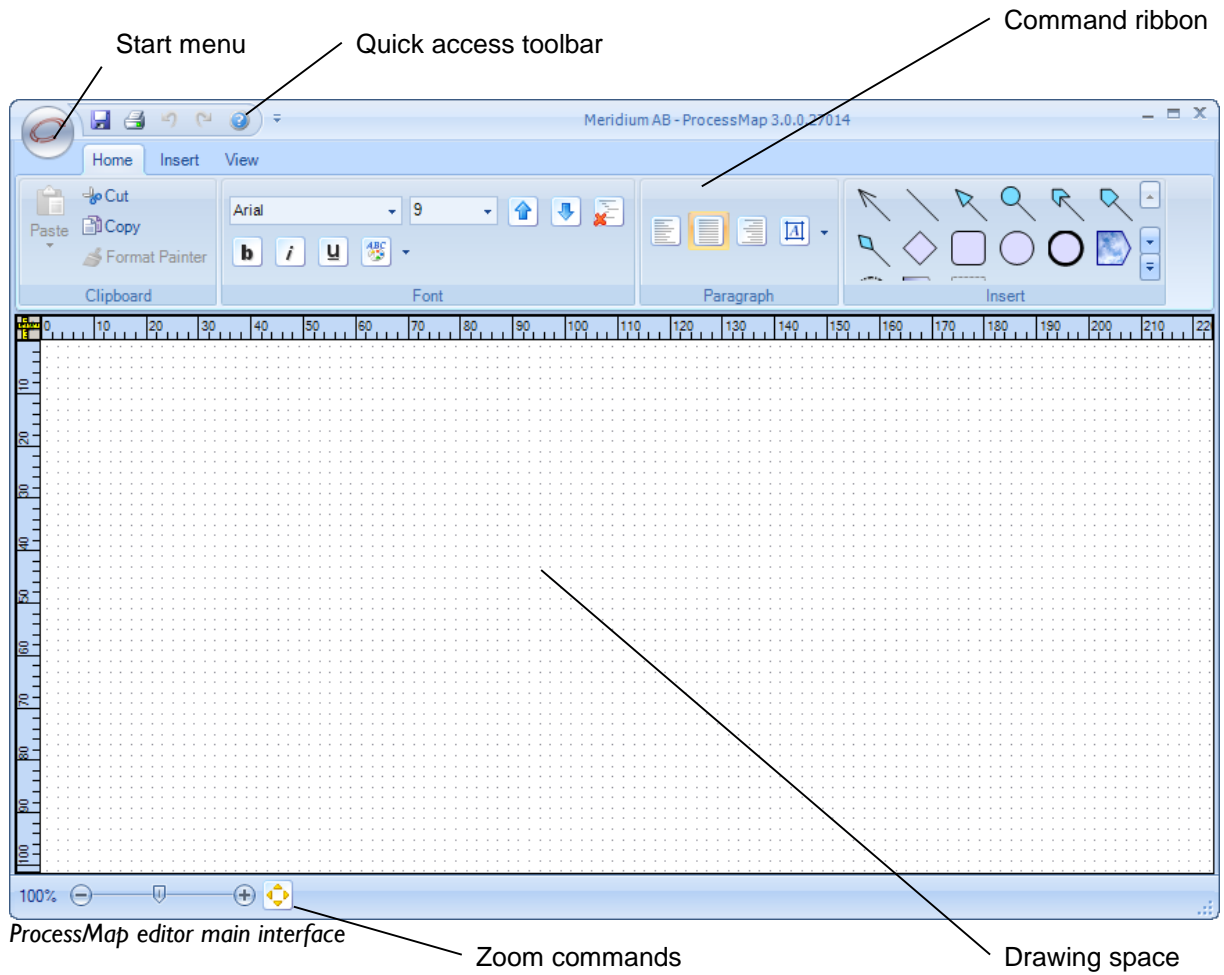 Command ribbon
Start menu
Quick access toolbar
Meridium AB - ProcessMap 3.0.0.27014
Home Insert View
Paste
Cut
Copy
Format Painter
Arial 9
b i u ABC
A
Clipboard Font Paragraph Insert
0 10 20 30 40 50 60 70 80 90 100 110 120 130 140 150 160 170 180 190 200 210 22
10
20
30
40
50
60
70
80
90
100
100%
ProcessMap editor main interface
Zoom commands
Drawing space